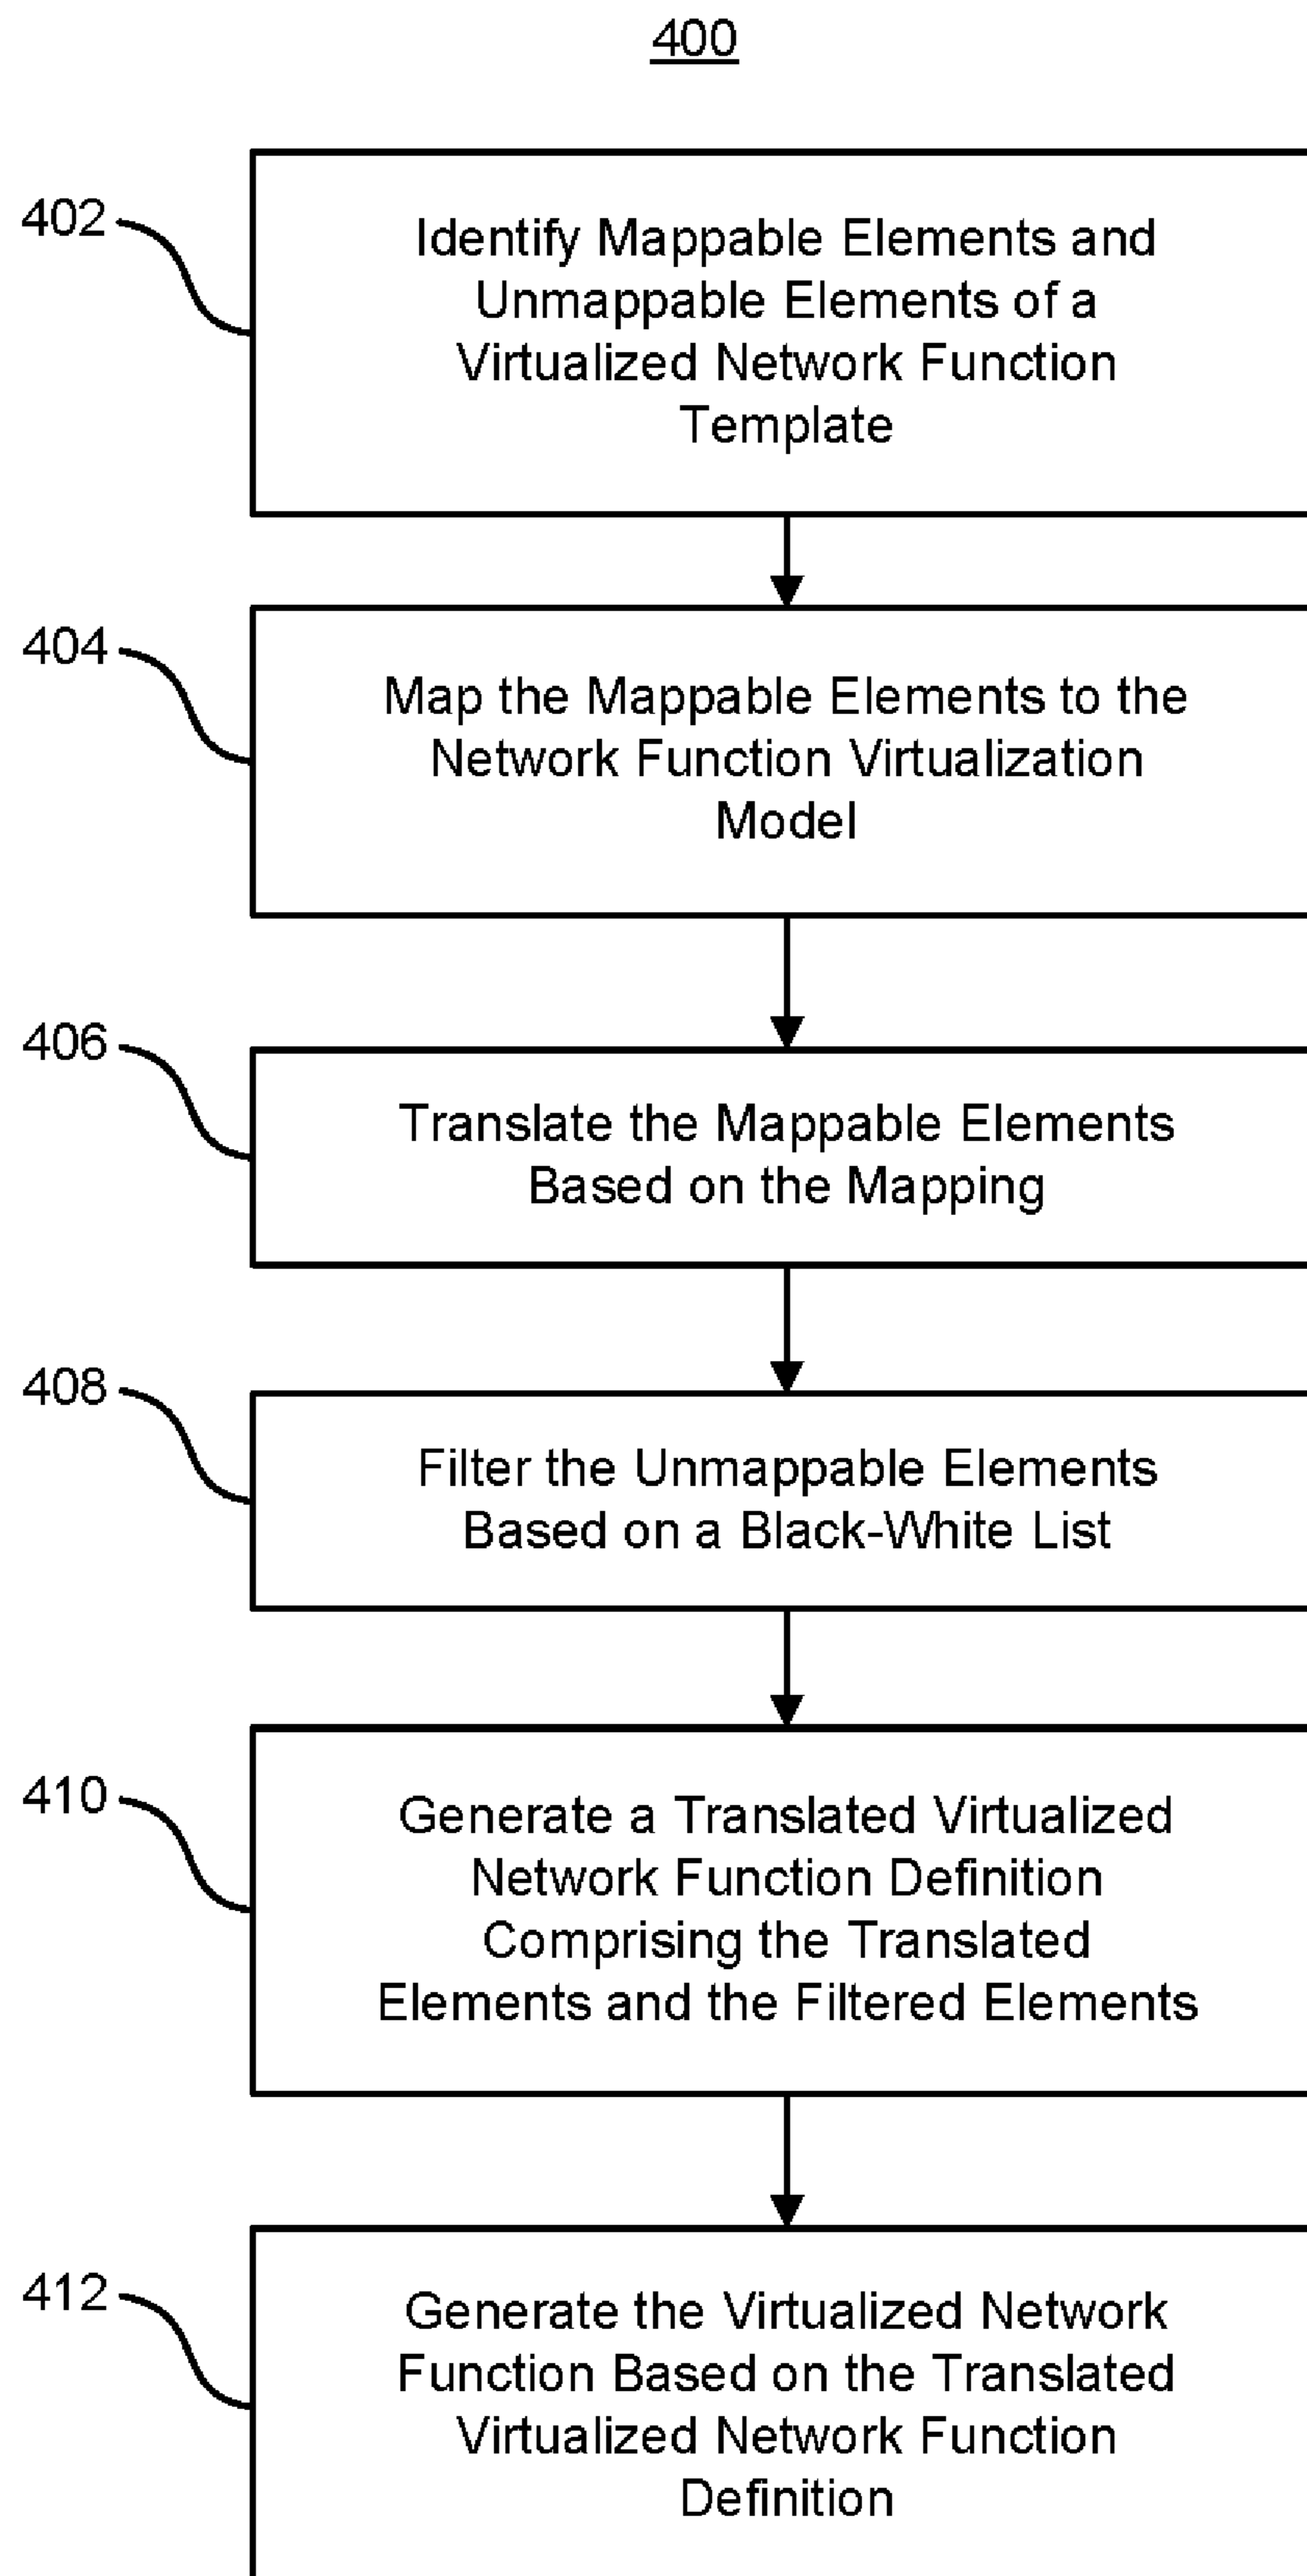 400
402
Identify Mappable Elements and
Unmappable Elements of a
Virtualized Network Function
Template
404
Map the Mappable Elements to the
Network Function Virtualization
Model
406
Translate the Mappable Elements
Based on the Mapping
408
Filter the Unmappable Elements
Based on a Black-White List
410
Generate a Translated Virtualized
Network Function Definition
Comprising the Translated
Elements and the Filtered Elements
412
Generate the Virtualized Network
Function Based on the Translated
Virtualized Network Function
Definition